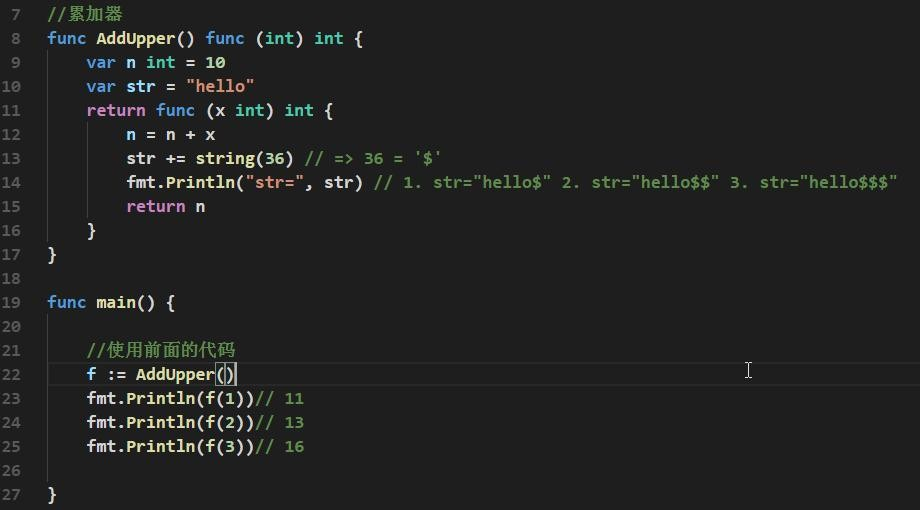 7 //累加器
8 func AddUpper() func (int) int {
9     var n int = 10
10     var str = "hello"
11     return func (x int) int {
12         n = n + x
13         str += string(36) // => 36 = '$'
14         fmt.Println("str=", str) // 1. str="hello$" 2. str="hello$$" 3. str="hello$$$"
15         return n
16     }
17 }
18
19 func main() {
20
21     //使用前面的代码
22     f := AddUpper()
23     fmt.Println(f(1))// 11
24     fmt.Println(f(2))// 13
25     fmt.Println(f(3))// 16
26
27 }